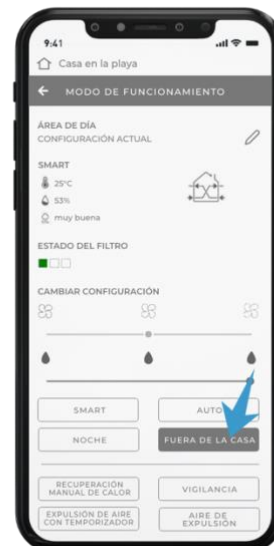 9:41
Casa en la playa
MODO DE FUNCIONAMIENTO
ÁREA DE DÍA
CONFIGURACIÓN ACTUAL
SMART
25°C
53%
muy buena
ESTADO DEL FILTRO
CAMBIAR CONFIGURACIÓN
SMART
AUTO
NOCHE
FUERA DE LA CASA
RECUPERACIÓN
MANUAL DE CALOR
VIGILANCIA
EXPULSIÓN DE AIRE
CON TEMPORIZADOR
AIRE DE
EXPULSIÓN